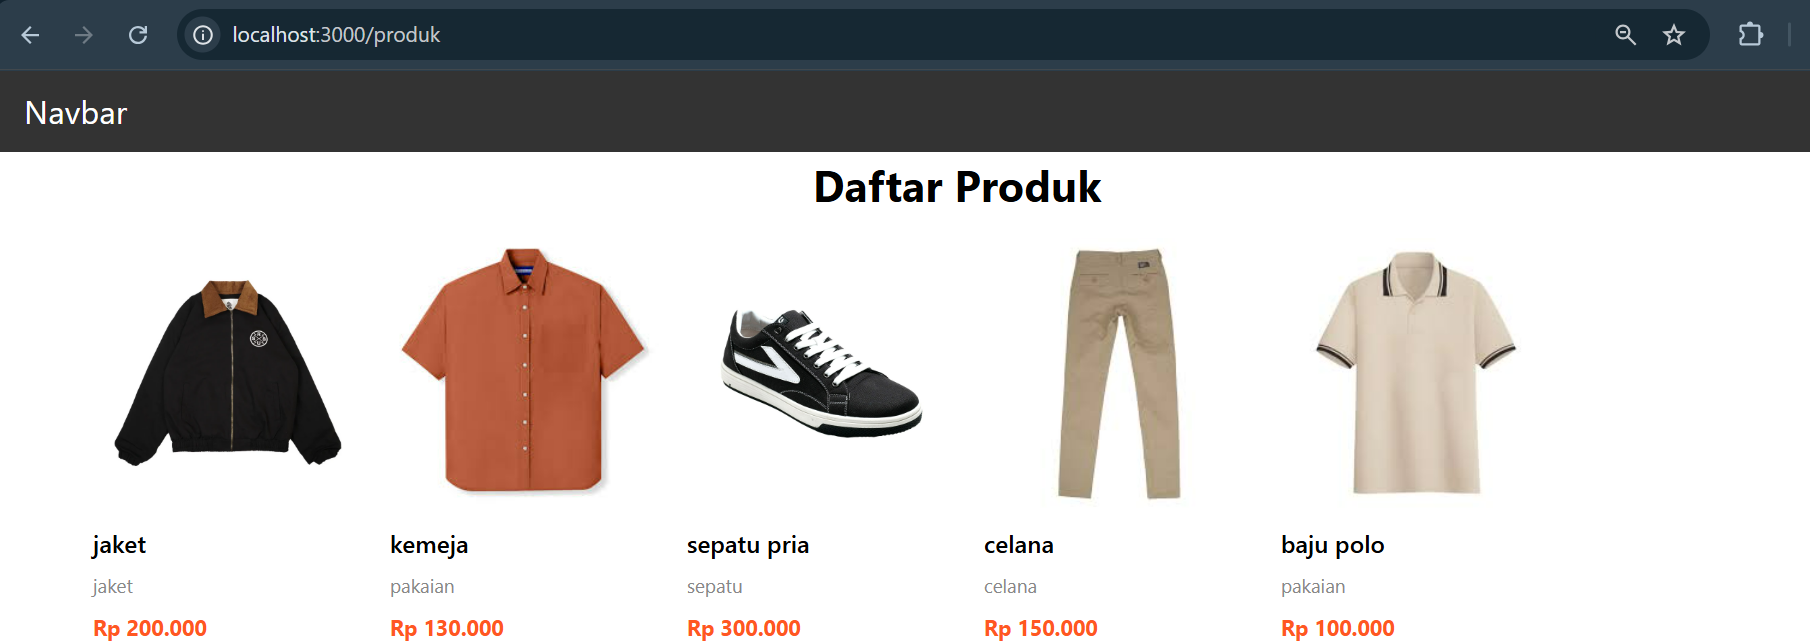 localhost:3000/produk
Navbar
Daftar Produk
jaket
jaket
Rp 200.000
kemeja
pakaian
Rp 130.000
sepatu pria
sepatu
Rp 300.000
celana
celana
Rp 150.000
baju polo
pakaian
Rp 100.000